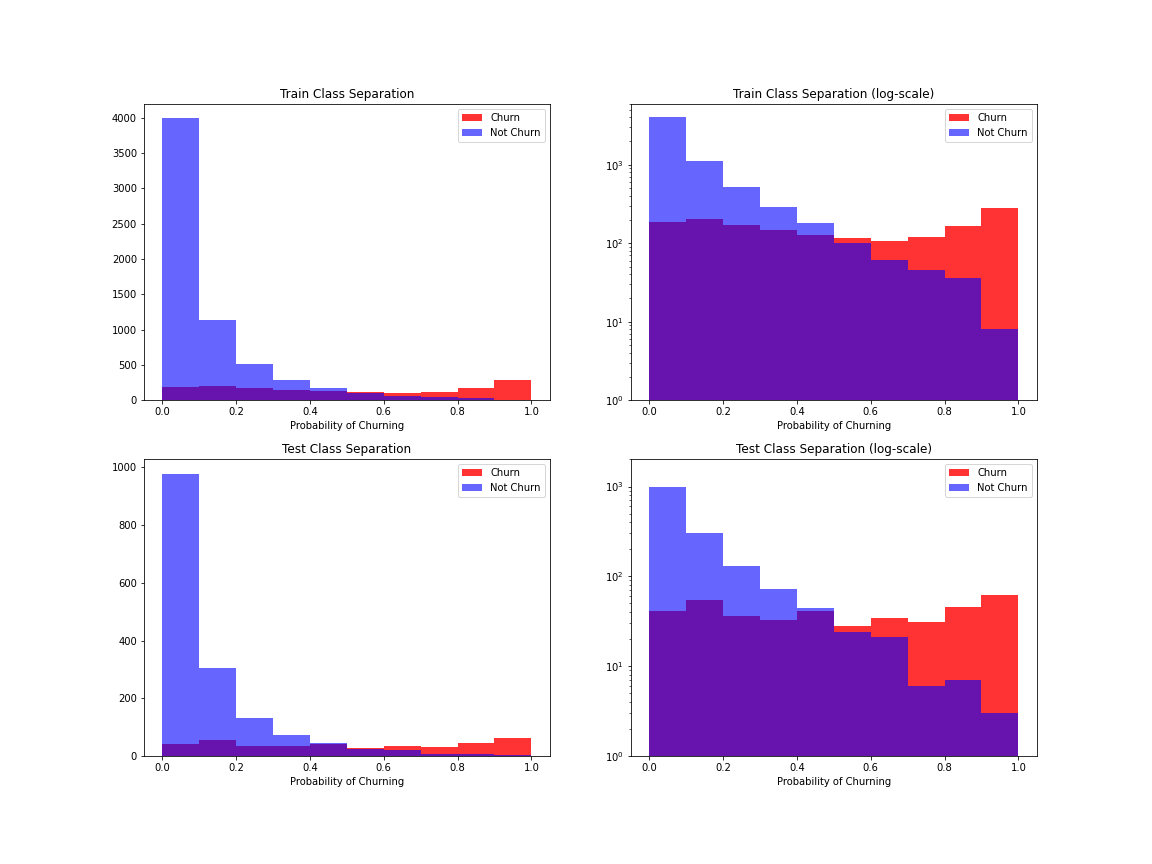 Train Class Separation
4000
3500
3000
2500
2000
1500
1000
500
0
0.0 0.2 0.4 0.6 0.8 1.0
Probability of Churning
Churn
Not Churn
Train Class Separation (log-scale)
10³
10²
10¹
10⁰
0.0 0.2 0.4 0.6 0.8 1.0
Probability of Churning
Churn
Not Churn
Test Class Separation
1000
800
600
400
200
0
0.0 0.2 0.4 0.6 0.8 1.0
Probability of Churning
Churn
Not Churn
Test Class Separation (log-scale)
10³
10²
10¹
10⁰
0.0 0.2 0.4 0.6 0.8 1.0
Probability of Churning
Churn
Not Churn